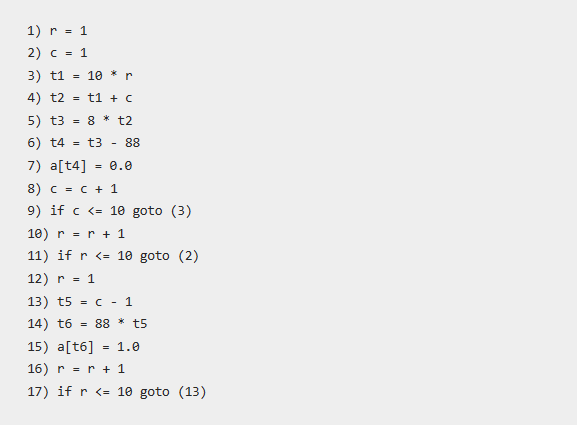 1) r = 1
2) c = 1
3) t1 = 10 * r
4) t2 = t1 + c
5) t3 = 8 * t2
6) t4 = t3 - 88
7) a[t4] = 0.0
8) c = c + 1
9) if c <= 10 goto (3)
10) r = r + 1
11) if r <= 10 goto (2)
12) r = 1
13) t5 = c - 1
14) t6 = 88 * t5
15) a[t6] = 1.0
16) r = r + 1
17) if r <= 10 goto (13)